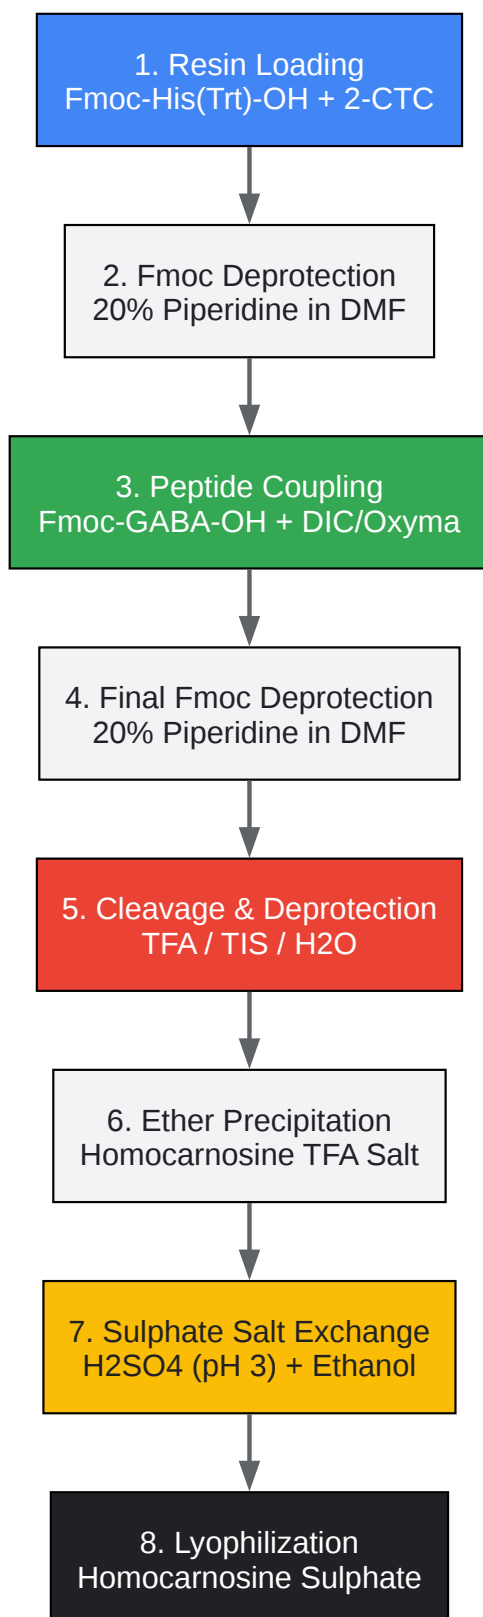 1. Resin Loading
Fmoc-His(Trt)-OH + 2-CTC
2. Fmoc Deprotection
20% Piperidine in DMF
3. Peptide Coupling
Fmoc-GABA-OH + DIC/Oxyma
4. Final Fmoc Deprotection
20% Piperidine in DMF
5. Cleavage & Deprotection
TFA / TIS / H2O
6. Ether Precipitation
Homocarnosine TFA Salt
7. Sulphate Salt Exchange
H2SO4 (pH 3) + Ethanol
8. Lyophilization
Homocarnosine Sulphate